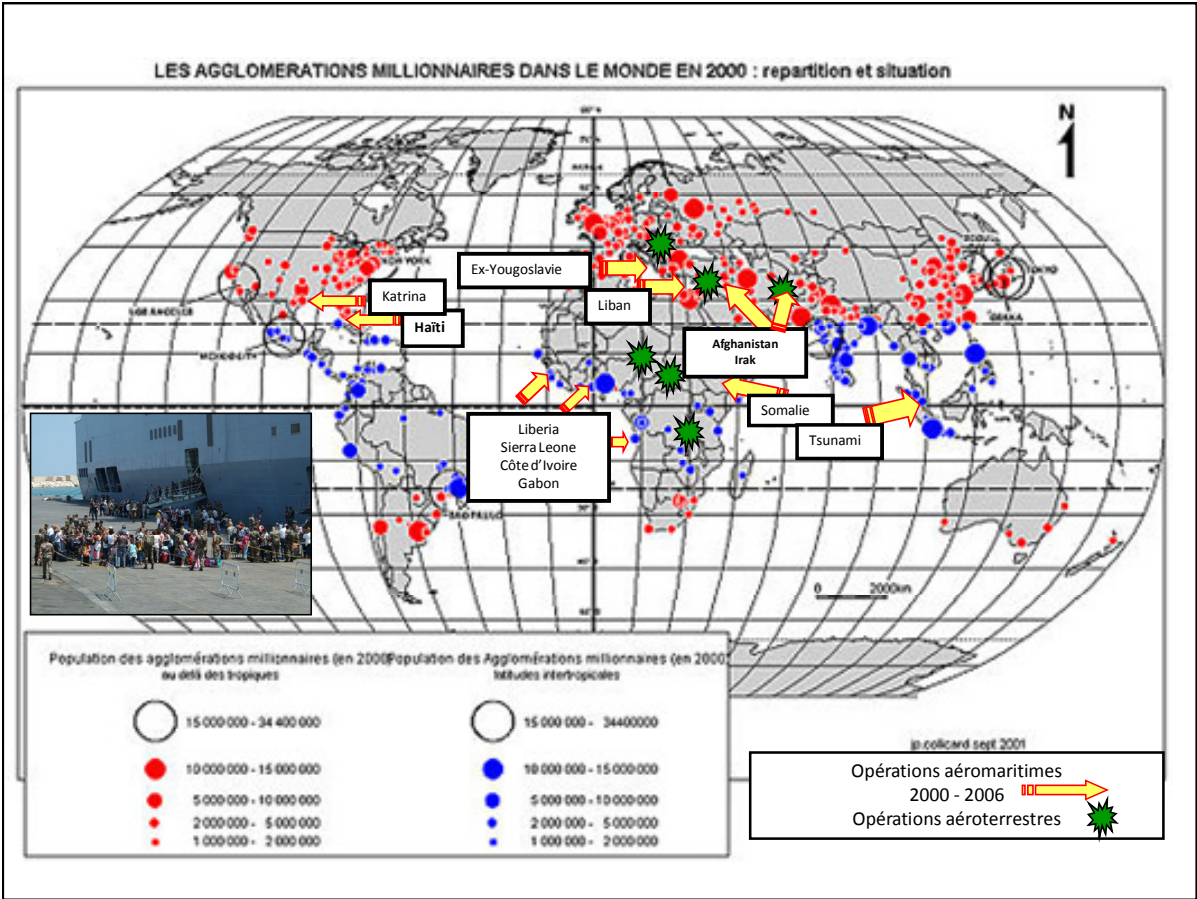 LES AGGLOMERATIONS MILLIONNAIRES DANS LE MONDE EN 2000 : repartition et situation
N
SEOUL
TOKYO
OSAKA
NEW YORK
LOS ANGELES
MEXICO CITY
SAO PAULO
Ex-Yougoslavie
Liban
Katrina
Haïti
Afghanistan
Irak
Somalie
Tsunami
Liberia
Sierra Leone
Côte d'Ivoire
Gabon
0 2000km
jp.collicard sept 2001
Population des agglomérations millionnaires (en 2000)
au delà des tropiques
15 000 000 - 34 400 000
10 000 000 - 15 000 000
5 000 000 - 10 000 000
2 000 000 - 5 000 000
1 000 000 - 2 000 000
Population des Agglomérations millionnaires (en 2000)
latitudes intertropicales
15 000 000 - 34400000
10 000 000 - 15 000 000
5 000 000 - 10 000 000
2 000 000 - 5 000 000
1 000 000 - 2 000 000
Opérations aéromaritimes
2000 - 2006
Opérations aéroterrestres